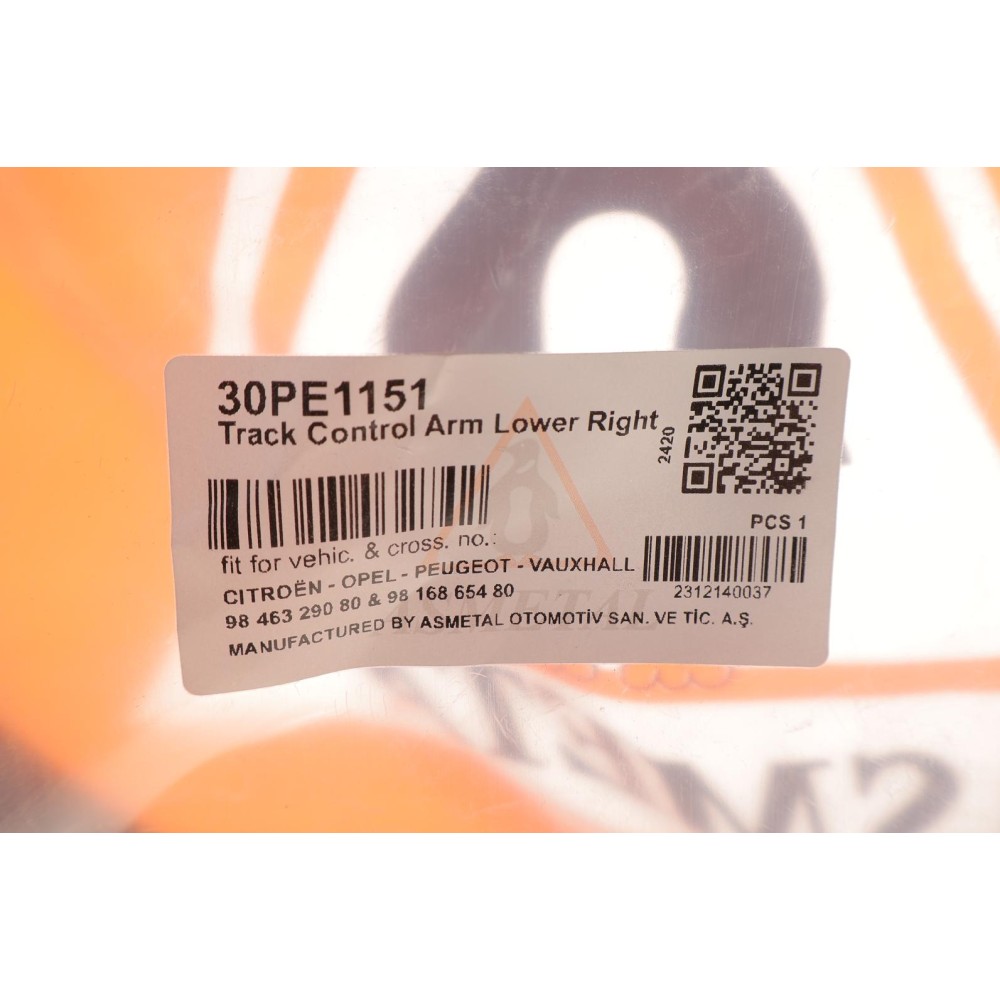 30PE1151
Track Control Arm Lower Right
2420
PCS 1
fit for vehic. & cross. no.:
CITROËN - OPEL - PEUGEOT - VAUXHALL
98 463 290 80 & 98 168 654 80
2312140037
MANUFACTURED BY ASMETAL OTOMOTİV SAN. VE TİC. A.Ş.
ASMETAL